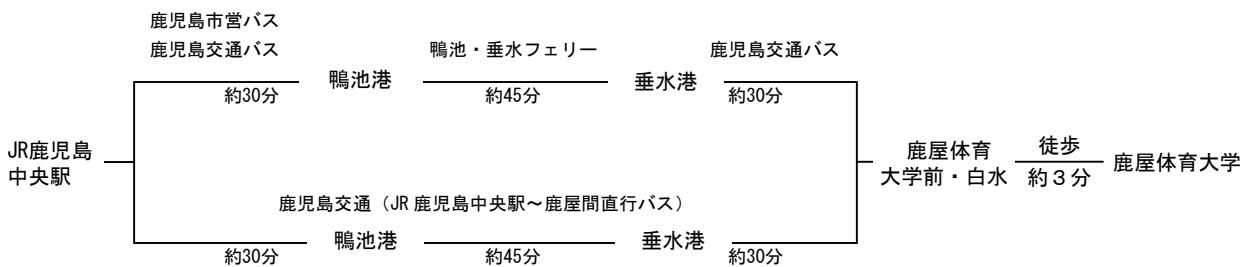 鹿児島市営バス
鹿児島交通バス
鴨池・垂水フェリー
鹿児島交通バス
鴨池港
垂水港
約30分
約45分
約30分
JR鹿児島
中央駅
鹿屋体育
大学前・白水
徒歩
約3分
鹿屋体育大学
鹿児島交通（JR鹿児島中央駅～鹿屋間直行バス）
鴨池港
垂水港
約30分
約45分
約30分